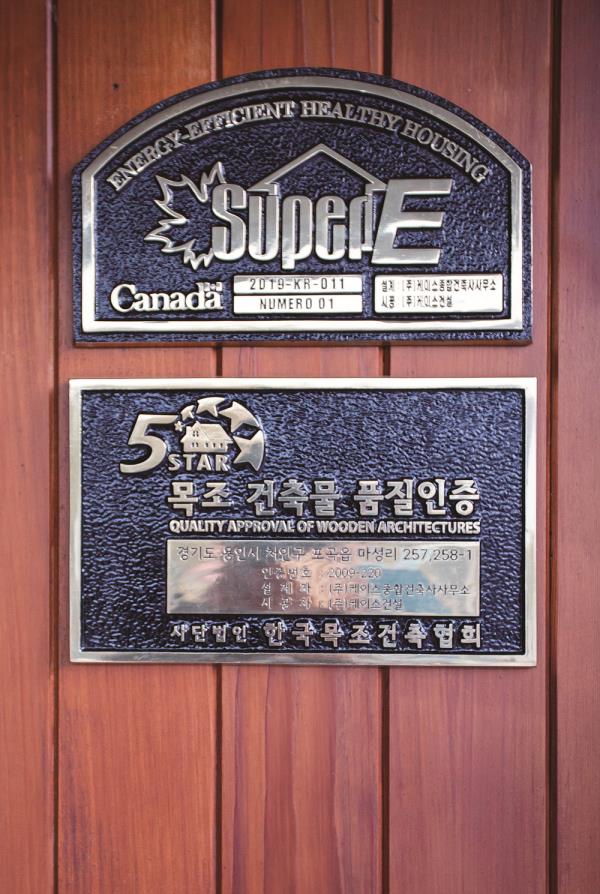 ENERGY-EFFICIENT HEALTHY HOUSING
Super E
Canada
2019-KR-011
NUMERO 01
설계 (주)케이스종합건축사사무소
시공 (주)케이스건설
5 STAR
목조 건축물 품질인증
QUALITY APPROVAL OF WOODEN ARCHITECTURES
경기도 용인시 처인구 포곡읍 마성리 257,258-1
인증번호 : 2009-220
설 계 자 : (주)케이스종합건축사사무소
시 공 자 : (주)케이스건설
사단법인 한국목조건축협회